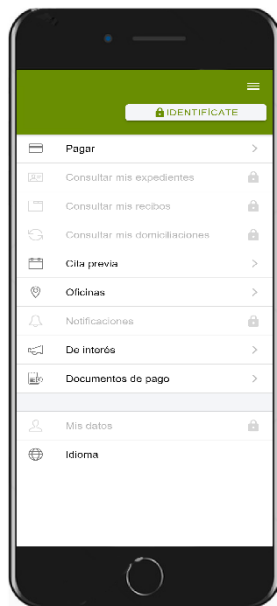 IDENTIFÍCATE
Pagar
Consultar mis expedientes
Consultar mis recibos
Consultar mis domiciliaciones
Cita previa
Oficinas
Notificaciones
De interés
Documentos de pago
Mis datos
Idioma